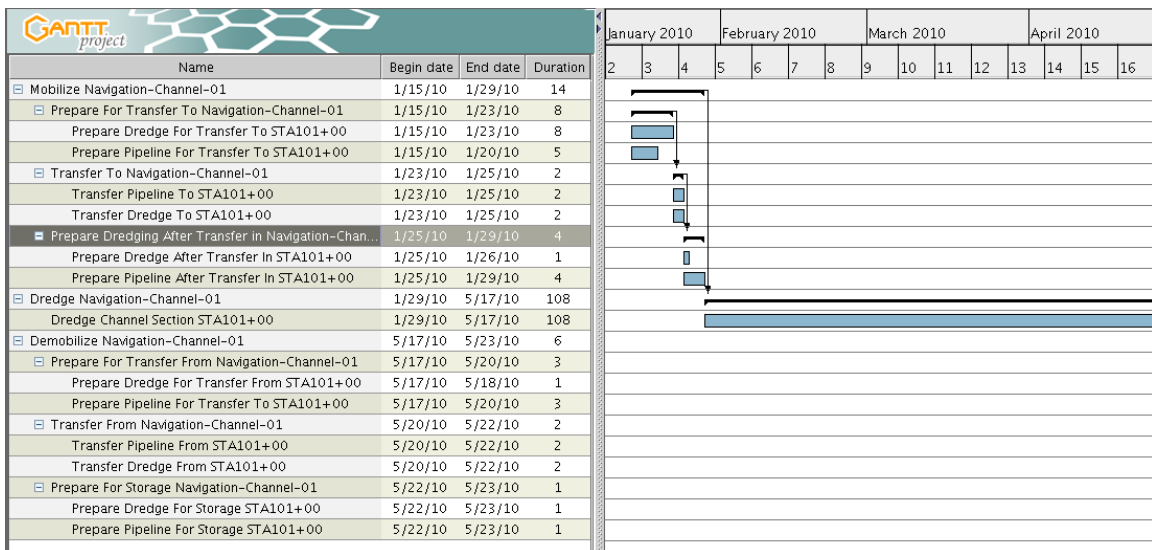 GANTT
project
January 2010 February 2010 March 2010 April 2010
Name Begin date End date Duration 2 3 4 5 6 7 8 9 10 11 12 13 14 15 16
Mobilize Navigation-Channel-01 1/15/10 1/29/10 14
Prepare For Transfer To Navigation-Channel-01 1/15/10 1/23/10 8
Prepare Dredge For Transfer To STA101+00 1/15/10 1/23/10 8
Prepare Pipeline For Transfer To STA101+00 1/15/10 1/20/10 5
Transfer To Navigation-Channel-01 1/23/10 1/25/10 2
Transfer Pipeline To STA101+00 1/23/10 1/25/10 2
Transfer Dredge To STA101+00 1/23/10 1/25/10 2
Prepare Dredging After Transfer in Navigation-Chan... 1/25/10 1/29/10 4
Prepare Dredge After Transfer In STA101+00 1/25/10 1/26/10 1
Prepare Pipeline After Transfer In STA101+00 1/25/10 1/29/10 4
Dredge Navigation-Channel-01 1/29/10 5/17/10 108
Dredge Channel Section STA101+00 1/29/10 5/17/10 108
Demobilize Navigation-Channel-01 5/17/10 5/23/10 6
Prepare For Transfer From Navigation-Channel-01 5/17/10 5/20/10 3
Prepare Dredge For Transfer From STA101+00 5/17/10 5/18/10 1
Prepare Pipeline For Transfer To STA101+00 5/17/10 5/20/10 3
Transfer From Navigation-Channel-01 5/20/10 5/22/10 2
Transfer Pipeline From STA101+00 5/20/10 5/22/10 2
Transfer Dredge From STA101+00 5/20/10 5/22/10 2
Prepare For Storage Navigation-Channel-01 5/22/10 5/23/10 1
Prepare Dredge For Storage STA101+00 5/22/10 5/23/10 1
Prepare Pipeline For Storage STA101+00 5/22/10 5/23/10 1